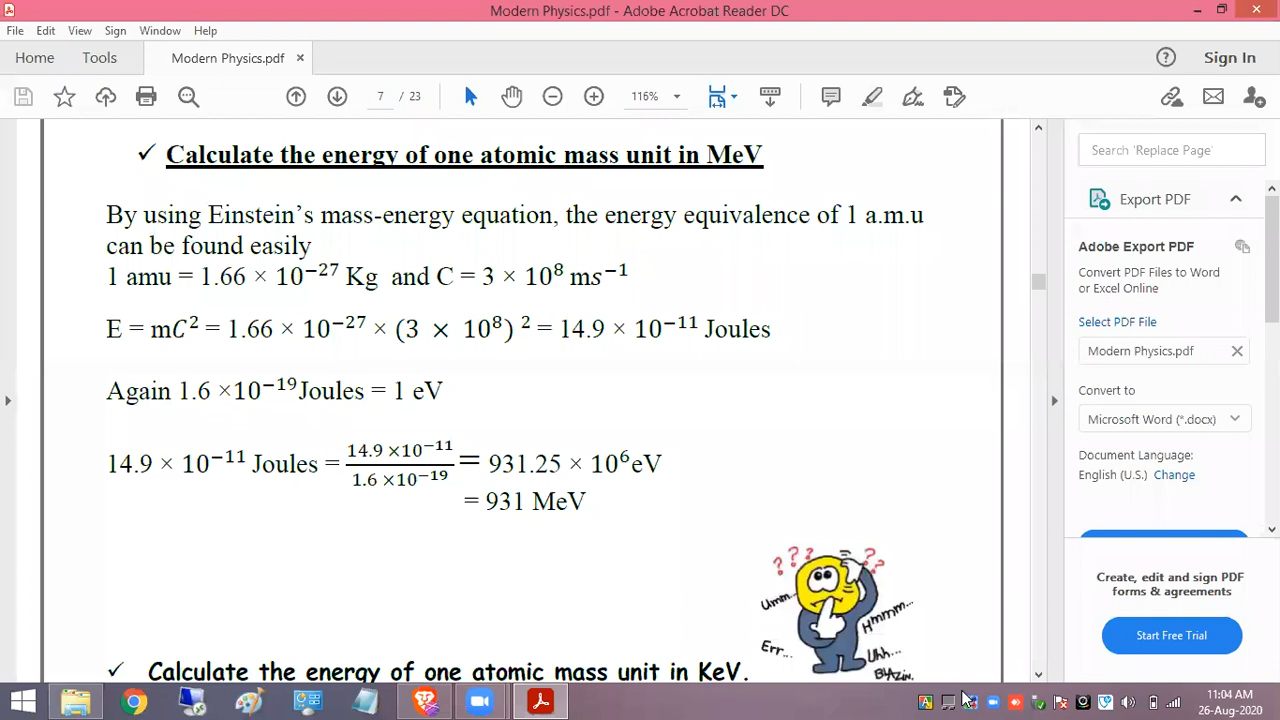 Modern Physics.pdf - Adobe Acrobat Reader DC
File Edit View Sign Window Help
Home Tools Modern Physics.pdf × Sign In
7 / 23 116%
✓ Calculate the energy of one atomic mass unit in MeV
By using Einstein’s mass-energy equation, the energy equivalence of 1 a.m.u
can be found easily
1 amu = 1.66 × 10⁻²⁷ Kg and C = 3 × 10⁸ ms⁻¹
E = mC² = 1.66 × 10⁻²⁷ × (3 × 10⁸) ² = 14.9 × 10⁻¹¹ Joules
Again 1.6 ×10⁻¹⁹Joules = 1 eV
14.9 × 10⁻¹¹ Joules = 14.9 ×10⁻¹¹ / 1.6 ×10⁻¹⁹ = 931.25 × 10⁶eV
= 931 MeV
? ? ? ? ?
Umm...
Hmmm...
Err...
Uhh...
BLAZIN.
✓ Calculate the energy of one atomic mass unit in KeV.
Search 'Replace Page'
Export PDF
Adobe Export PDF
Convert PDF Files to Word
or Excel Online
Select PDF File
Modern Physics.pdf
Convert to
Microsoft Word (*.docx)
Document Language:
English (U.S.) Change
Create, edit and sign PDF
forms & agreements
Start Free Trial
11:04 AM
26-Aug-2020